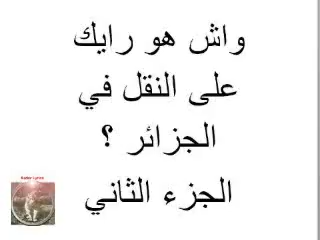 واش هو رايك
على النقل في
الجزائر ؟
الجزء الثاني